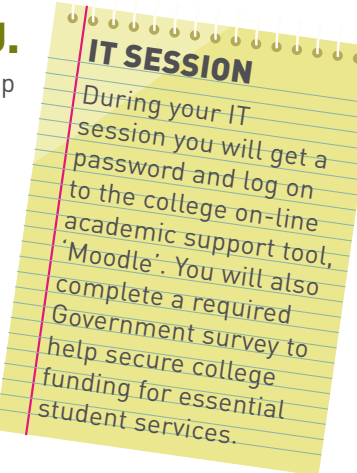 IT SESSION
During your IT
session you will get a
password and log on
to the college on-line
academic support tool,
‘Moodle’. You will also
complete a required
Government survey to
help secure college
funding for essential
student services.